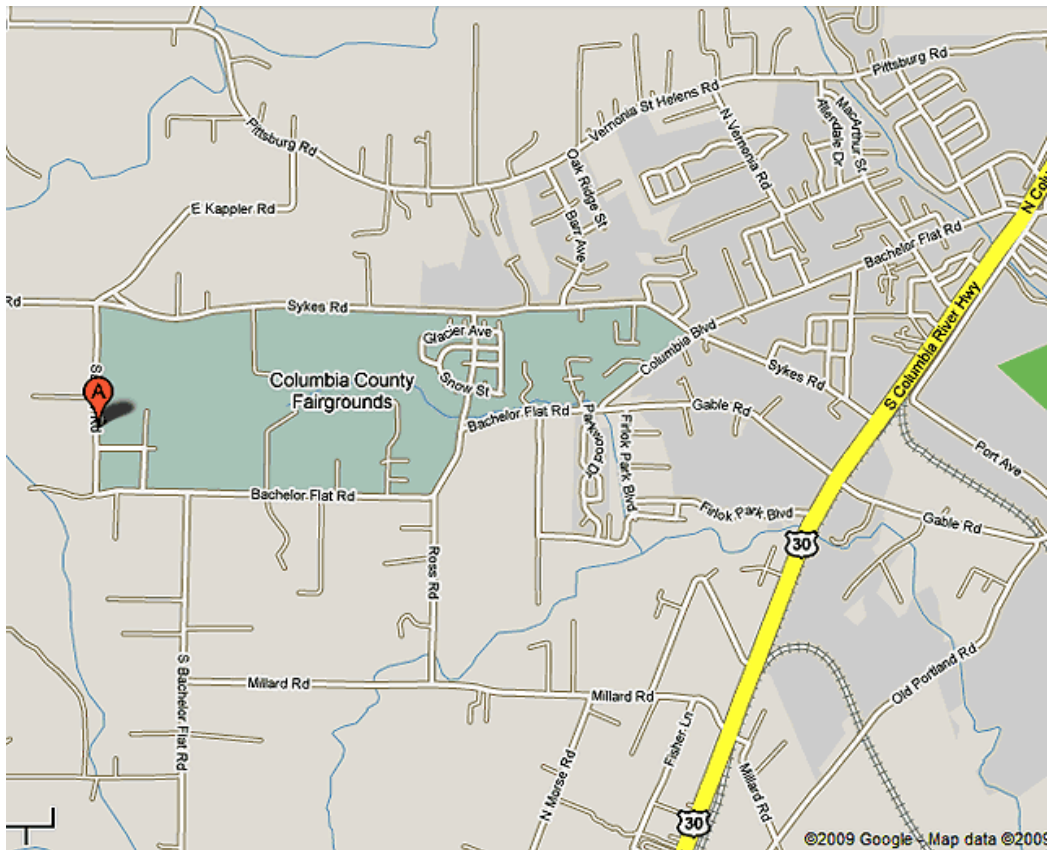 Pittsburg Rd
Vernonia St Helens Rd
Pittsburg Rd
MacArthur St
Allendale Dr
N Vernonia Rd
Oak Ridge St
Barr Ave
E Kappler Rd
Bachelor Flat Rd
S Columbia River Hwy
Rd
Sykes Rd
Glacier Ave
Snow St
Columbia Blvd
Sykes Rd
A
Columbia County
Fairgrounds
Bachelor Flat Rd
Parkwood Dr
Firlok Park Blvd
Gable Rd
Port Ave
Bachelor Flat Rd
Firlok Park Blvd
Gable Rd
30
Ross Rd
S Bachelor Flat Rd
Millard Rd
Millard Rd
Fisher Ln
N Morse Rd
Millard Rd
Old Portland Rd
30
©2009 Google - Map data ©2009